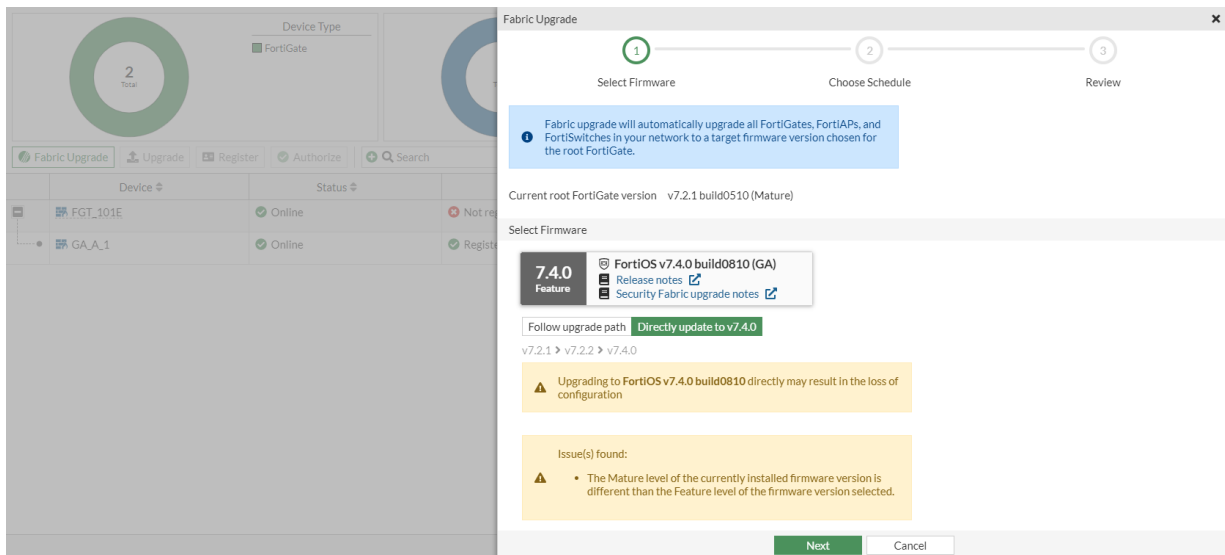 Device Type
FortiGate
2
Total
Fabric Upgrade
Upgrade
Register
Authorize
Search
Device
Status
FGT_101E
Online
GA_A_1
Online
Fabric Upgrade
1
2
3
Select Firmware
Choose Schedule
Review
Fabric upgrade will automatically upgrade all FortiGates, FortiAPs, and
FortiSwitches in your network to a target firmware version chosen for
the root FortiGate.
Current root FortiGate version v7.2.1 build0510 (Mature)
Select Firmware
7.4.0
Feature
FortiOS v7.4.0 build0810 (GA)
Release notes
Security Fabric upgrade notes
Follow upgrade path
Directly update to v7.4.0
v7.2.1 > v7.2.2 > v7.4.0
Upgrading to FortiOS v7.4.0 build0810 directly may result in the loss of
configuration
Issue(s) found:
• The Mature level of the currently installed firmware version is
different than the Feature level of the firmware version selected.
Next
Cancel